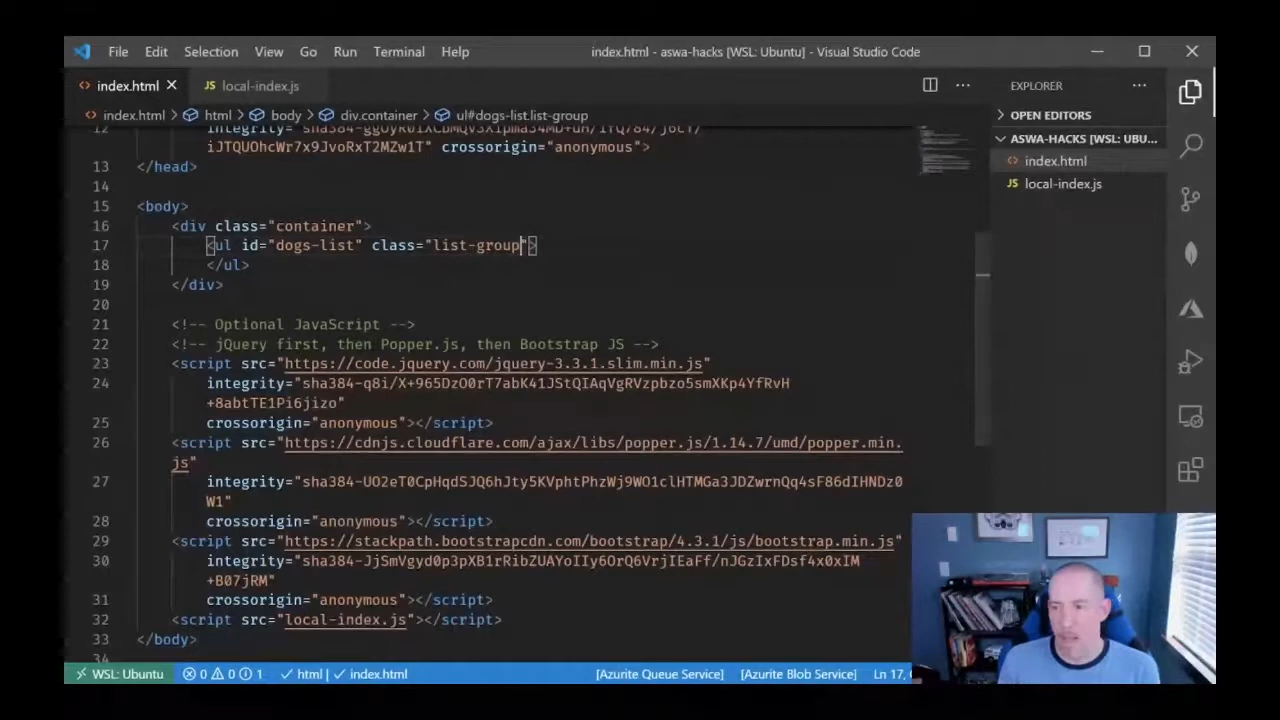 File Edit Selection View Go Run Terminal Help index.html - aswa-hacks [WSL: Ubuntu] - Visual Studio Code
index.html JS local-index.js EXPLORER
index.html > html > body > div.container > ul#dogs-list.list-group
OPEN EDITORS
ASWA-HACKS [WSL: UBU...
index.html
JS local-index.js
12
iJTQUOhcWr7x9JvoRxT2MZw1T" crossorigin="anonymous">
13 </head>
14
15 <body>
16 <div class="container">
17 <ul id="dogs-list" class="list-group">
18 </ul>
19 </div>
20
21 <!-- Optional JavaScript -->
22 <!-- jQuery first, then Popper.js, then Bootstrap JS -->
23 <script src="https://code.jquery.com/jquery-3.3.1.slim.min.js"
24 integrity="sha384-q8i/X+965DzO0rT7abK41JStQIAqVgRVzpbzo5smXKp4YfRvH
+8abtTE1Pi6jizo"
25 crossorigin="anonymous"></script>
26 <script src="https://cdnjs.cloudflare.com/ajax/libs/popper.js/1.14.7/umd/popper.min.
js"
27 integrity="sha384-UO2eT0CpHqdSJQ6hJty5KVphtPhzWj9WO1clHTMGa3JDZwrnQq4sF86dIHNDz0
W1"
28 crossorigin="anonymous"></script>
29 <script src="https://stackpath.bootstrapcdn.com/bootstrap/4.3.1/js/bootstrap.min.js"
30 integrity="sha384-JjSmVgyd0p3pXB1rRibZUAYoIIy6OrQ6VrjIEaFf/nJGzIxFDsf4x0xIM
+B07jRM"
31 crossorigin="anonymous"></script>
32 <script src="local-index.js"></script>
33 </body>
34
WSL: Ubuntu 0 0 1 html | index.html [Azurite Queue Service] [Azurite Blob Service] Ln 17,